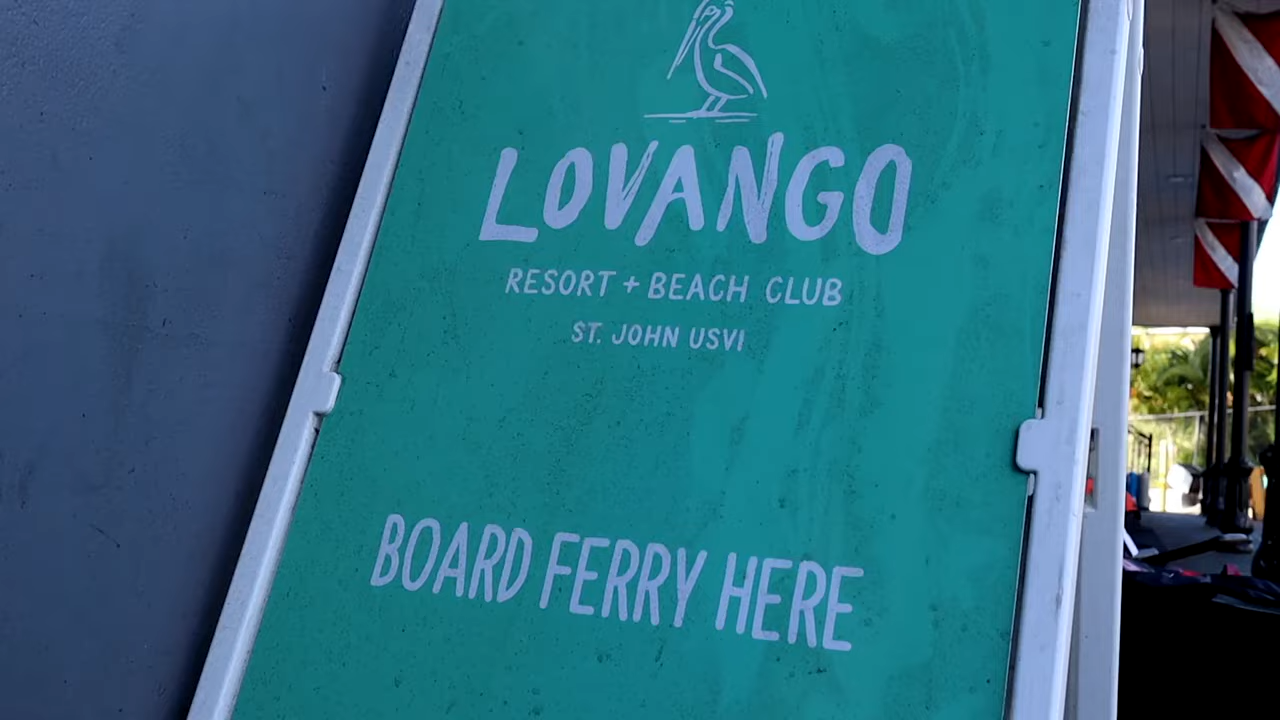 LOVANGO
RESORT + BEACH CLUB
ST. JOHN USVI
BOARD FERRY HERE